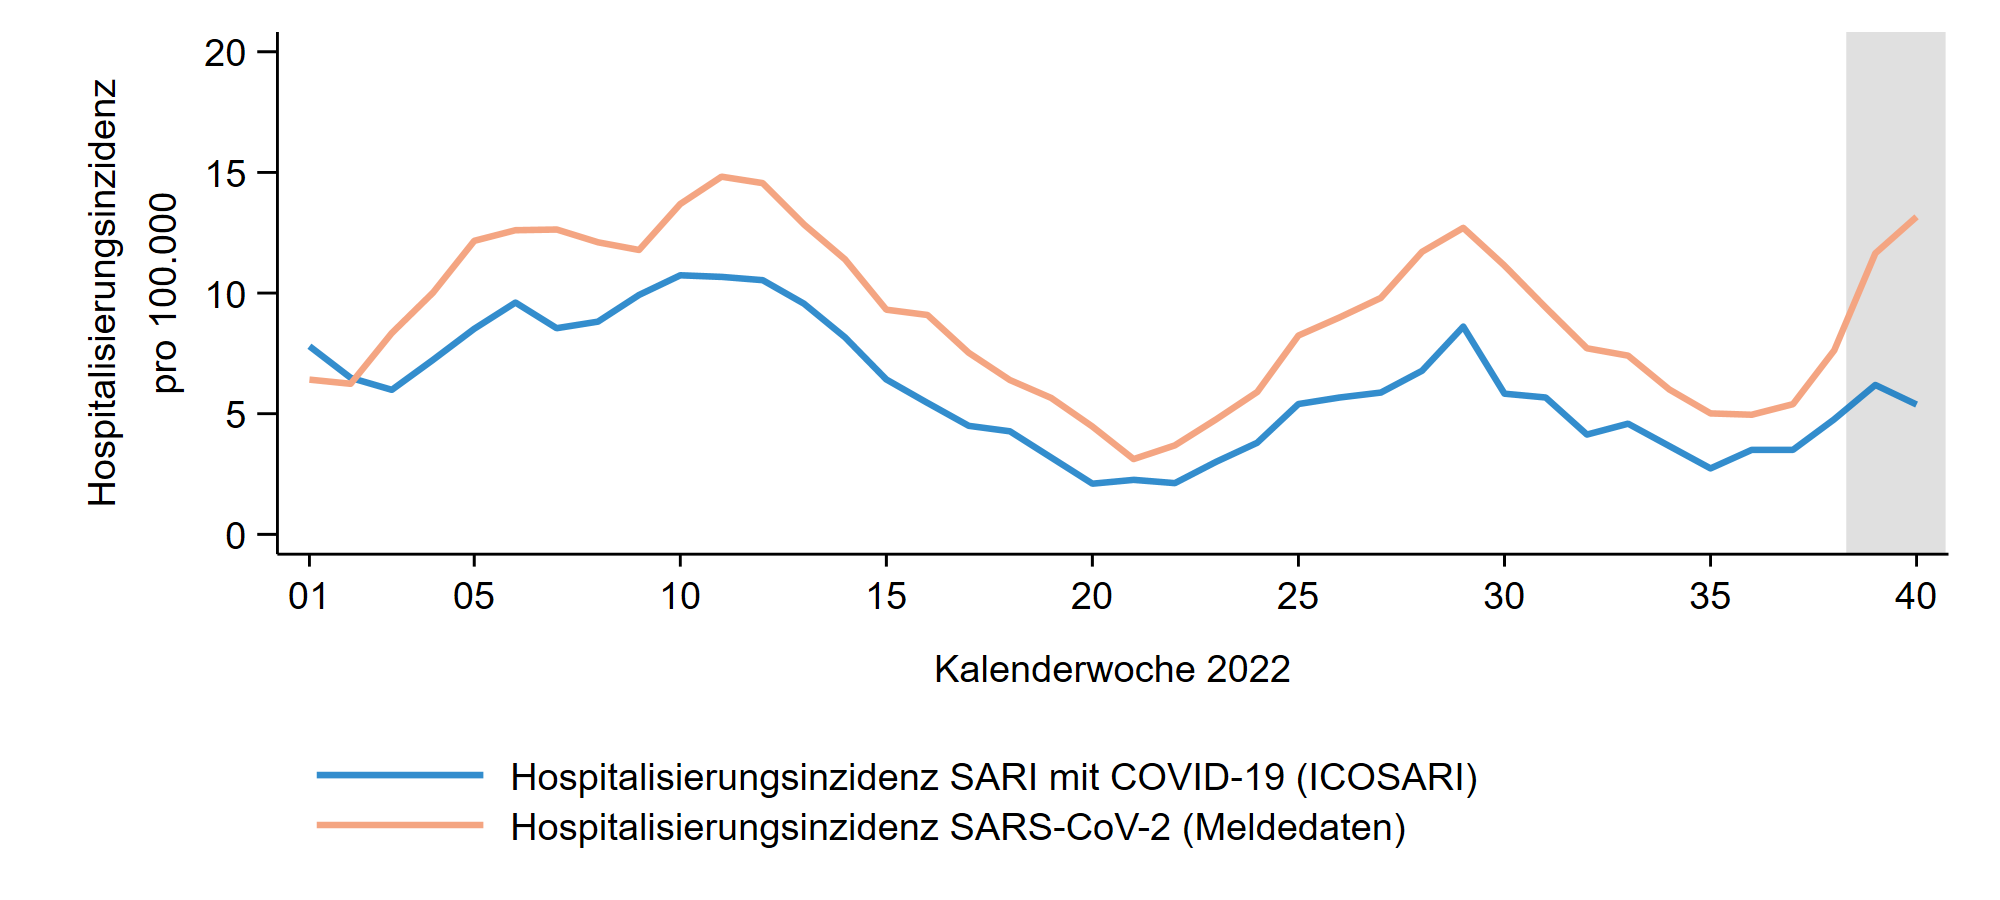 Hospitalisierungsinzidenz
pro 100.000
20
15
10
5
0
01 05 10 15 20 25 30 35 40
Kalenderwoche 2022
Hospitalisierungsinzidenz SARI mit COVID-19 (ICOSARI)
Hospitalisierungsinzidenz SARS-CoV-2 (Meldedaten)